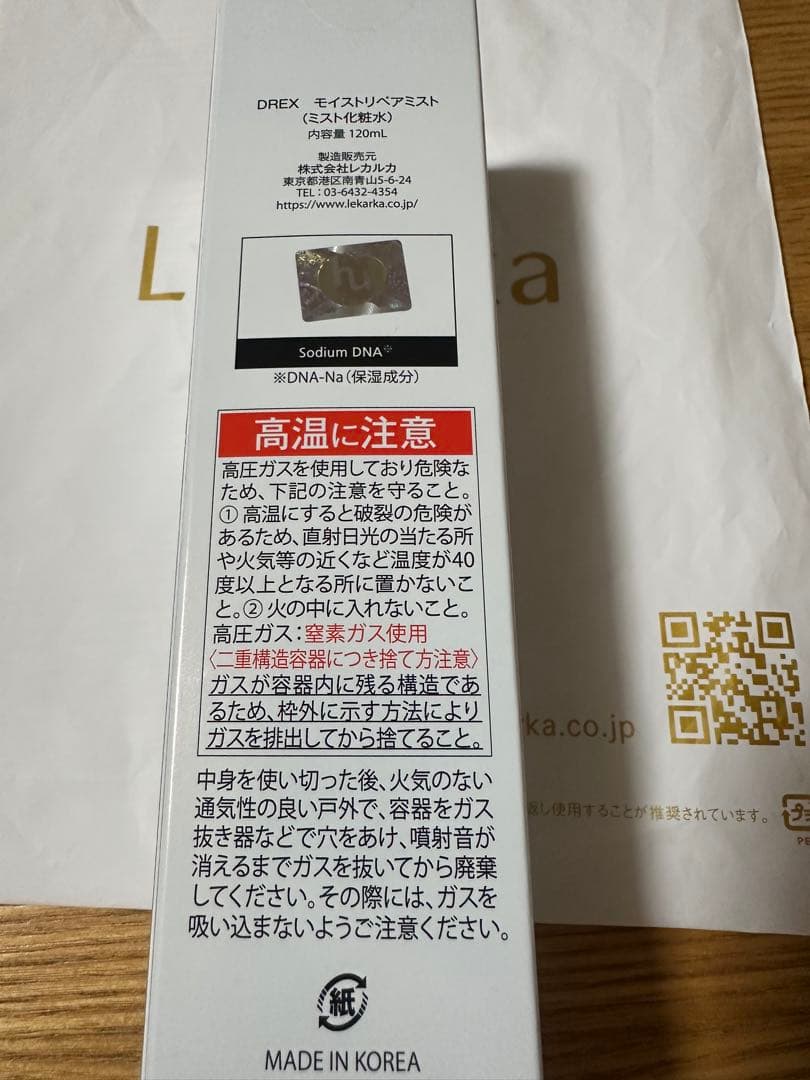 DREX モイストリペアミスト
(ミスト化粧水)
内容量 120mL
製造販売元
株式会社レカルカ
東京都港区南青山5-6-24
TEL:03-6432-4354
https://www.lekarka.co.jp/
L
ka
hu
Sodium DNA※
※DNA-Na(保湿成分)
高温に注意
高圧ガスを使用しており危険な
ため、下記の注意を守ること。
① 高温にすると破裂の危険が
あるため、直射日光の当たる所
や火気等の近くなど温度が40
度以上となる所に置かないこ
と。② 火の中に入れないこと。
高圧ガス:窒素ガス使用
〈二重構造容器につき捨て方注意〉
ガスが容器内に残る構造であ
るため、枠外に示す方法により
ガスを排出してから捨てること。
中身を使い切った後、火気のない
通気性の良い戸外で、容器をガス
抜き器などで穴をあけ、噴射音が
消えるまでガスを抜いてから廃棄
してください。その際には、ガスを
吸い込まないようご注意ください。
紙
MADE IN KOREA
arka.co.jp
返し使用することが推奨されています。
プ
PE